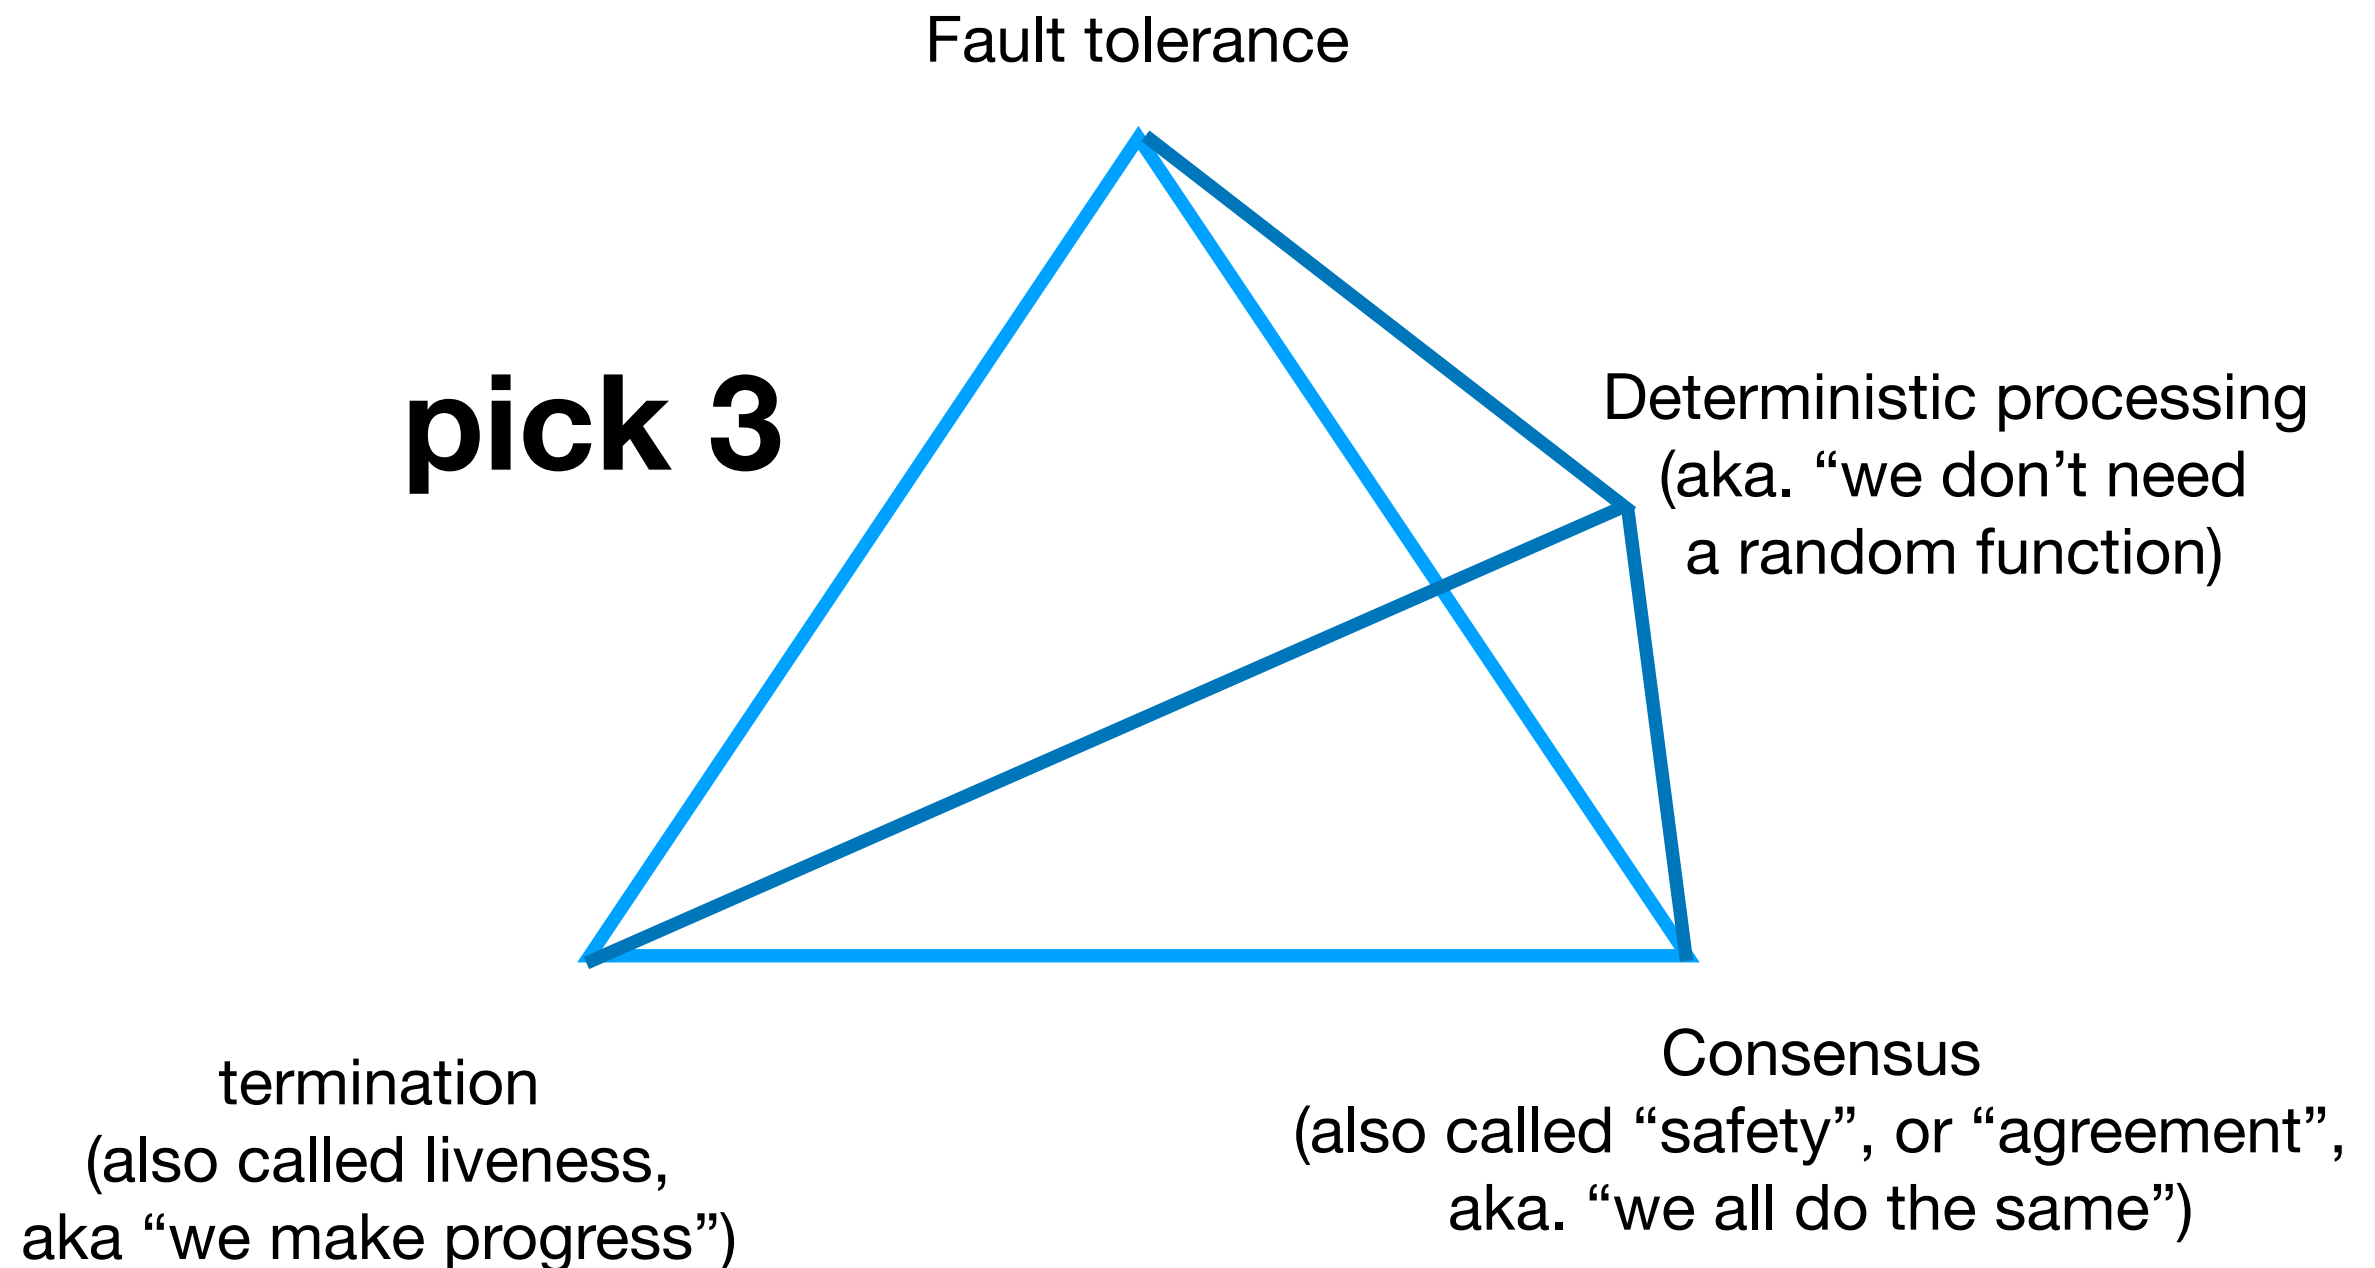 Fault tolerance
pick 3
Deterministic processing
(aka. “we don’t need
a random function)
termination
(also called liveness,
aka “we make progress”)
Consensus
(also called “safety”, or “agreement”,
aka. “we all do the same”)